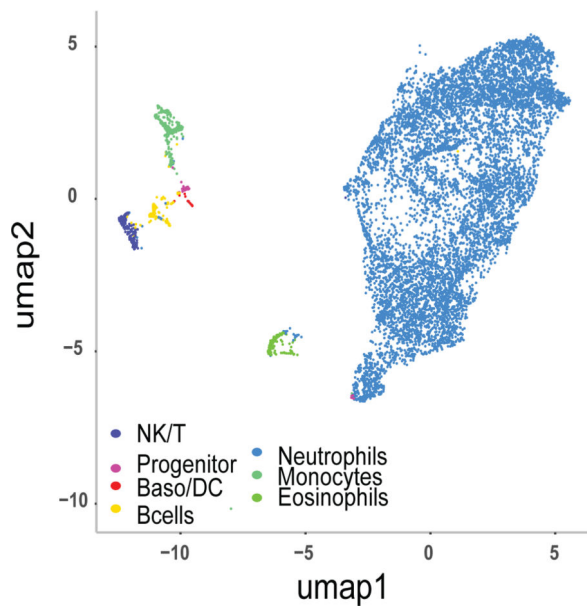 5
0
−5
−10
umap2
NK/T
Progenitor
Baso/DC
Bcells
Neutrophils
Monocytes
Eosinophils
−10
−5
0
5
umap1